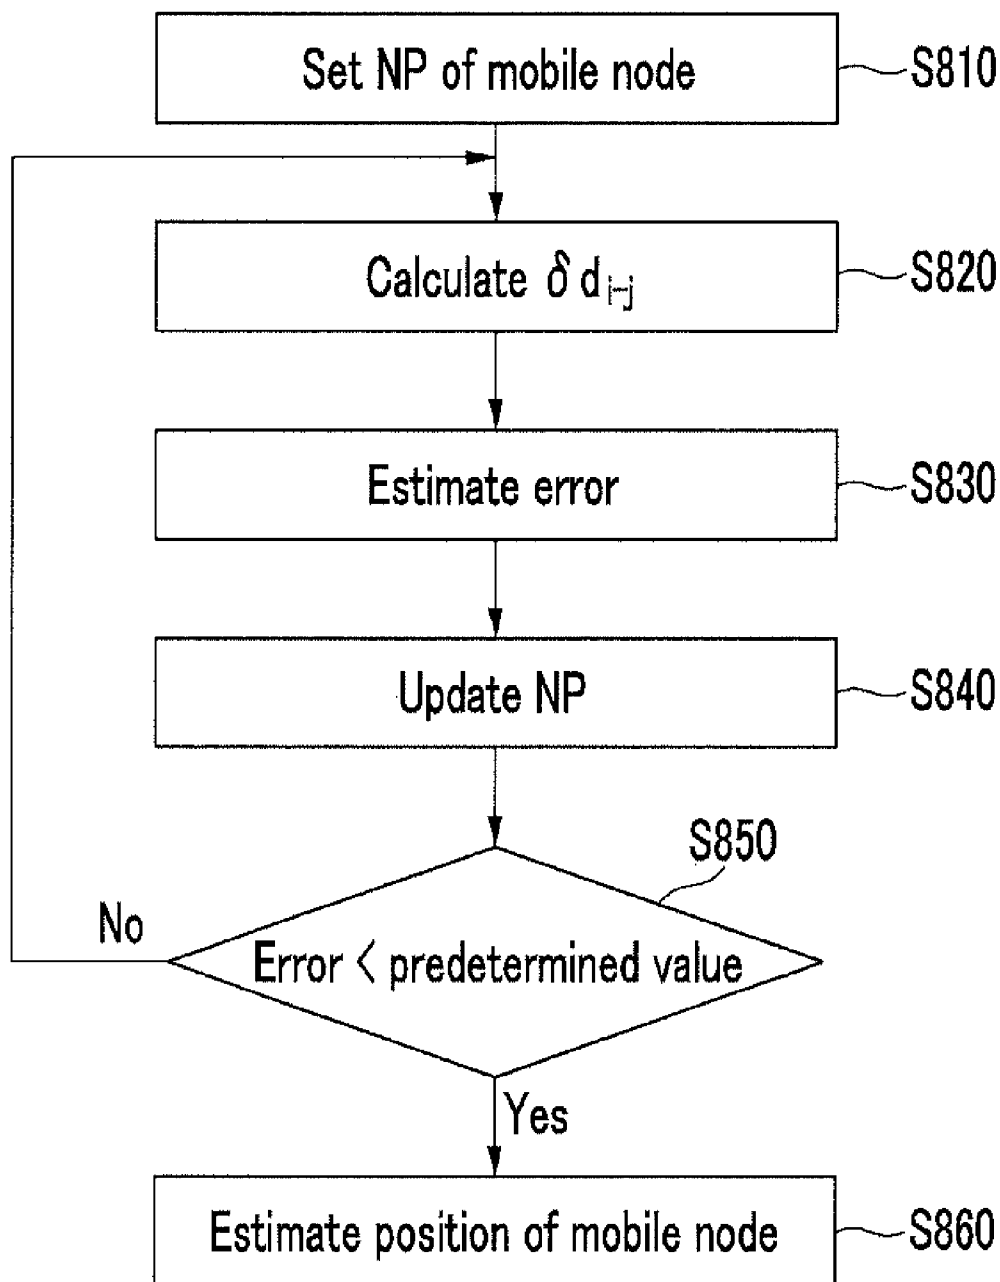 Set NP of mobile node
S810
Calculate δ d i-j
S820
Estimate error
S830
Update NP
S840
S850
No
Error < predetermined value
Yes
Estimate position of mobile node
S860